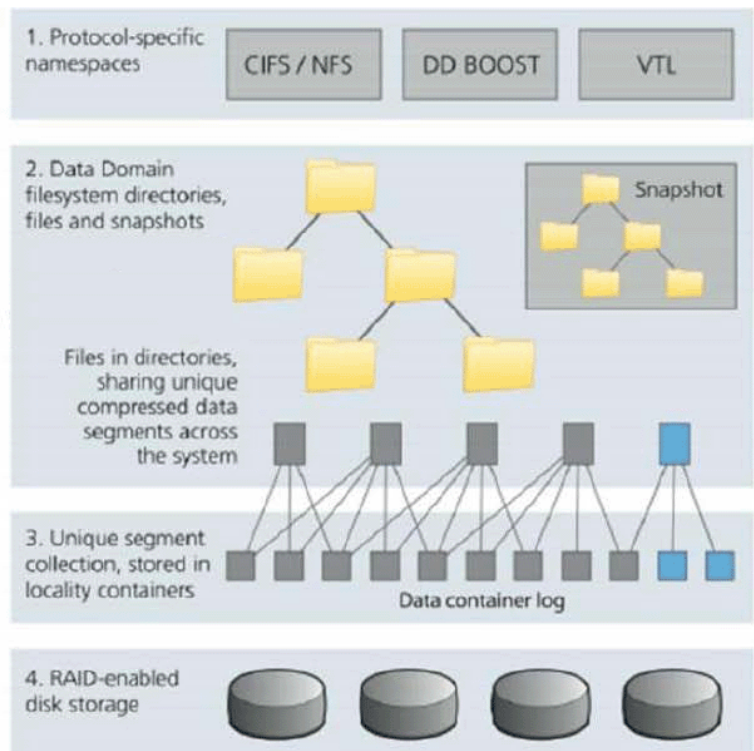 1. Protocol-specific
namespaces
CIFS / NFS
DD BOOST
VTL
2. Data Domain
filesystem directories,
files and snapshots
Snapshot
Files in directories,
sharing unique
compressed data
segments across
the system
3. Unique segment
collection, stored in
locality containers
Data container log
4. RAID-enabled
disk storage